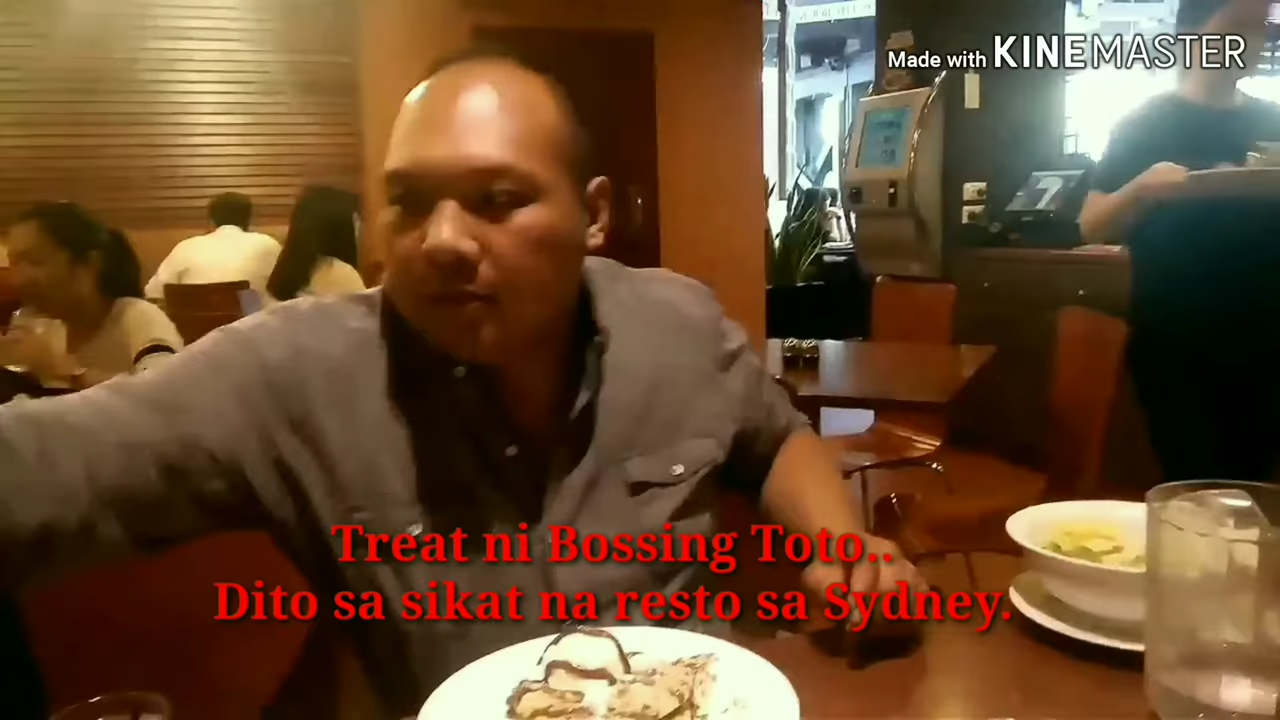 Made with KINEMASTER
Treat ni Bossing Toto..
Dito sa sikat na resto sa Sydney.